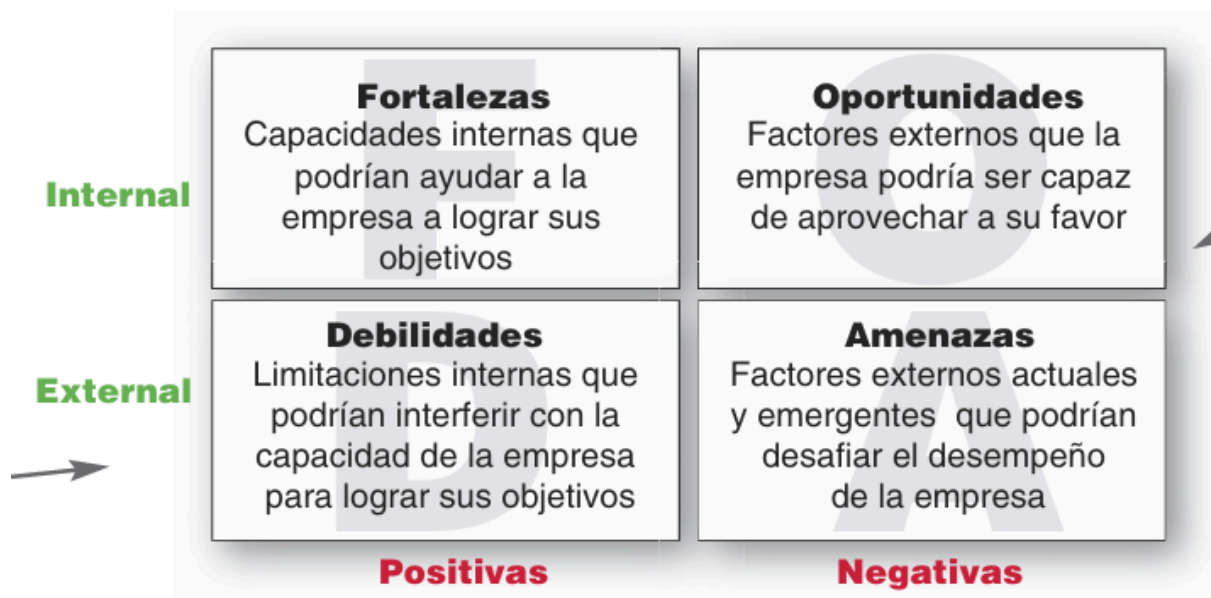 Internal
Fortalezas
Capacidades internas que
podrían ayudar a la
empresa a lograr sus
objetivos
Oportunidades
Factores externos que la
empresa podría ser capaz
de aprovechar a su favor
External
Debilidades
Limitaciones internas que
podrían interferir con la
capacidad de la empresa
para lograr sus objetivos
Amenazas
Factores externos actuales
y emergentes que podrían
desafiar el desempeño
de la empresa
Positivas
Negativas
F
O
D
A